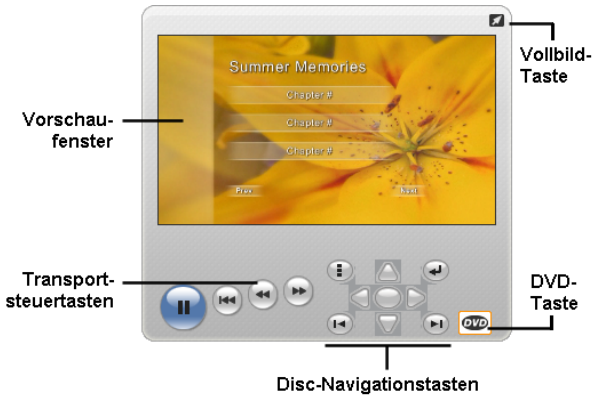 Vollbild-
Taste
Summer Memories
Chapter #
Chapter #
Chapter #
Prev
Next
Vorschau-
fenster
Transport-
steuertasten
DVD-
Taste
DVD
Disc-Navigationstasten